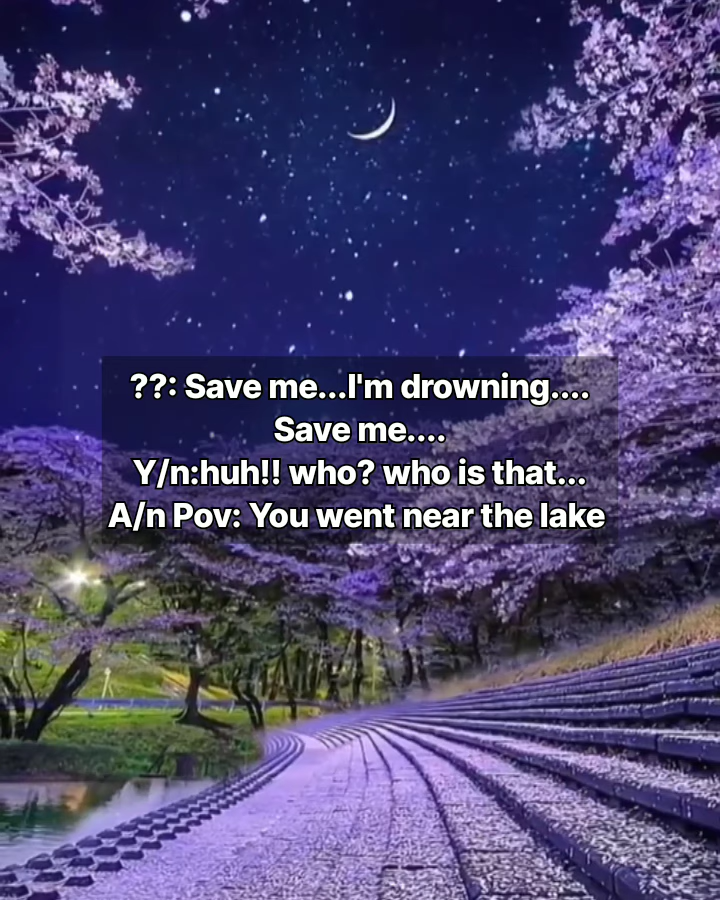 ??: Save me...I'm drowning....
Save me....
Y/n:huh!! who? who is that...
A/n Pov: You went near the lake